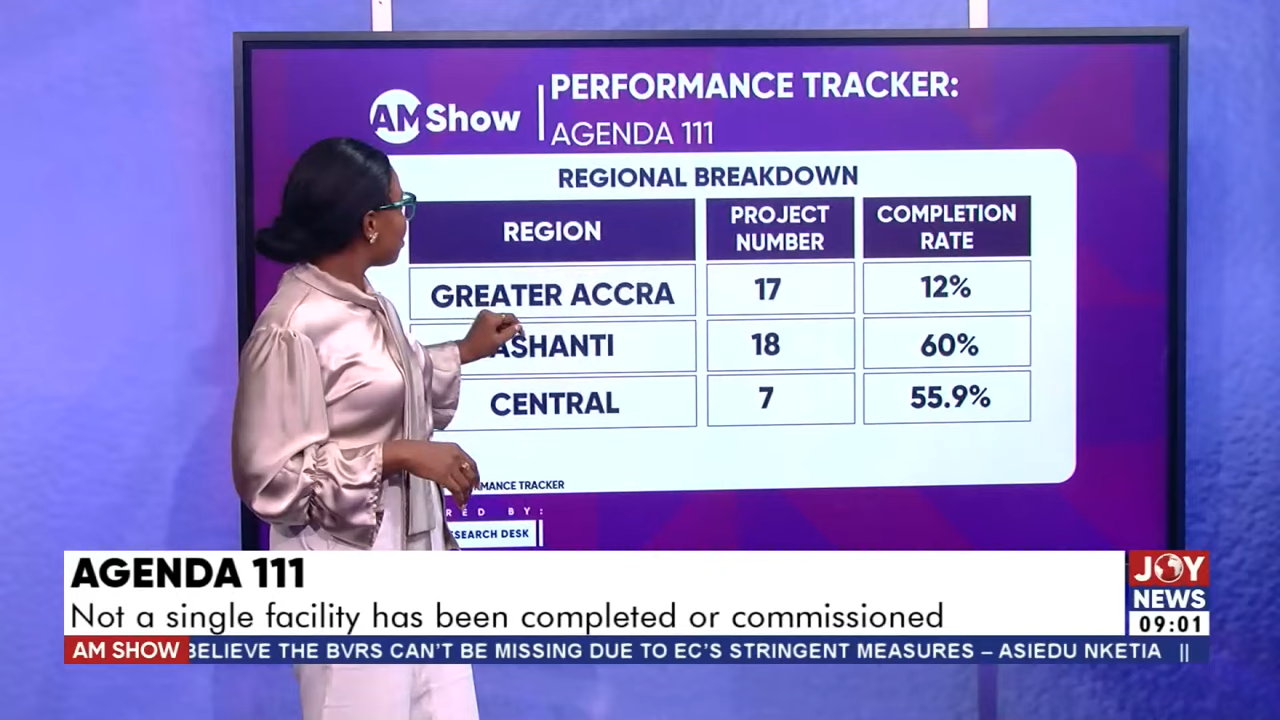 AM Show
PERFORMANCE TRACKER:
AGENDA 111
REGIONAL BREAKDOWN
REGION PROJECT NUMBER COMPLETION RATE
GREATER ACCRA 17 12%
ASHANTI 18 60%
CENTRAL 7 55.9%
TRACKER
BY:
DESK
AGENDA 111
Not a single facility has been completed or commissioned
JOY
NEWS
09:01
AM SHOW BELIEVE THE BVRS CAN'T BE MISSING DUE TO EC'S STRINGENT MEASURES – ASIEDU NKETIA ||